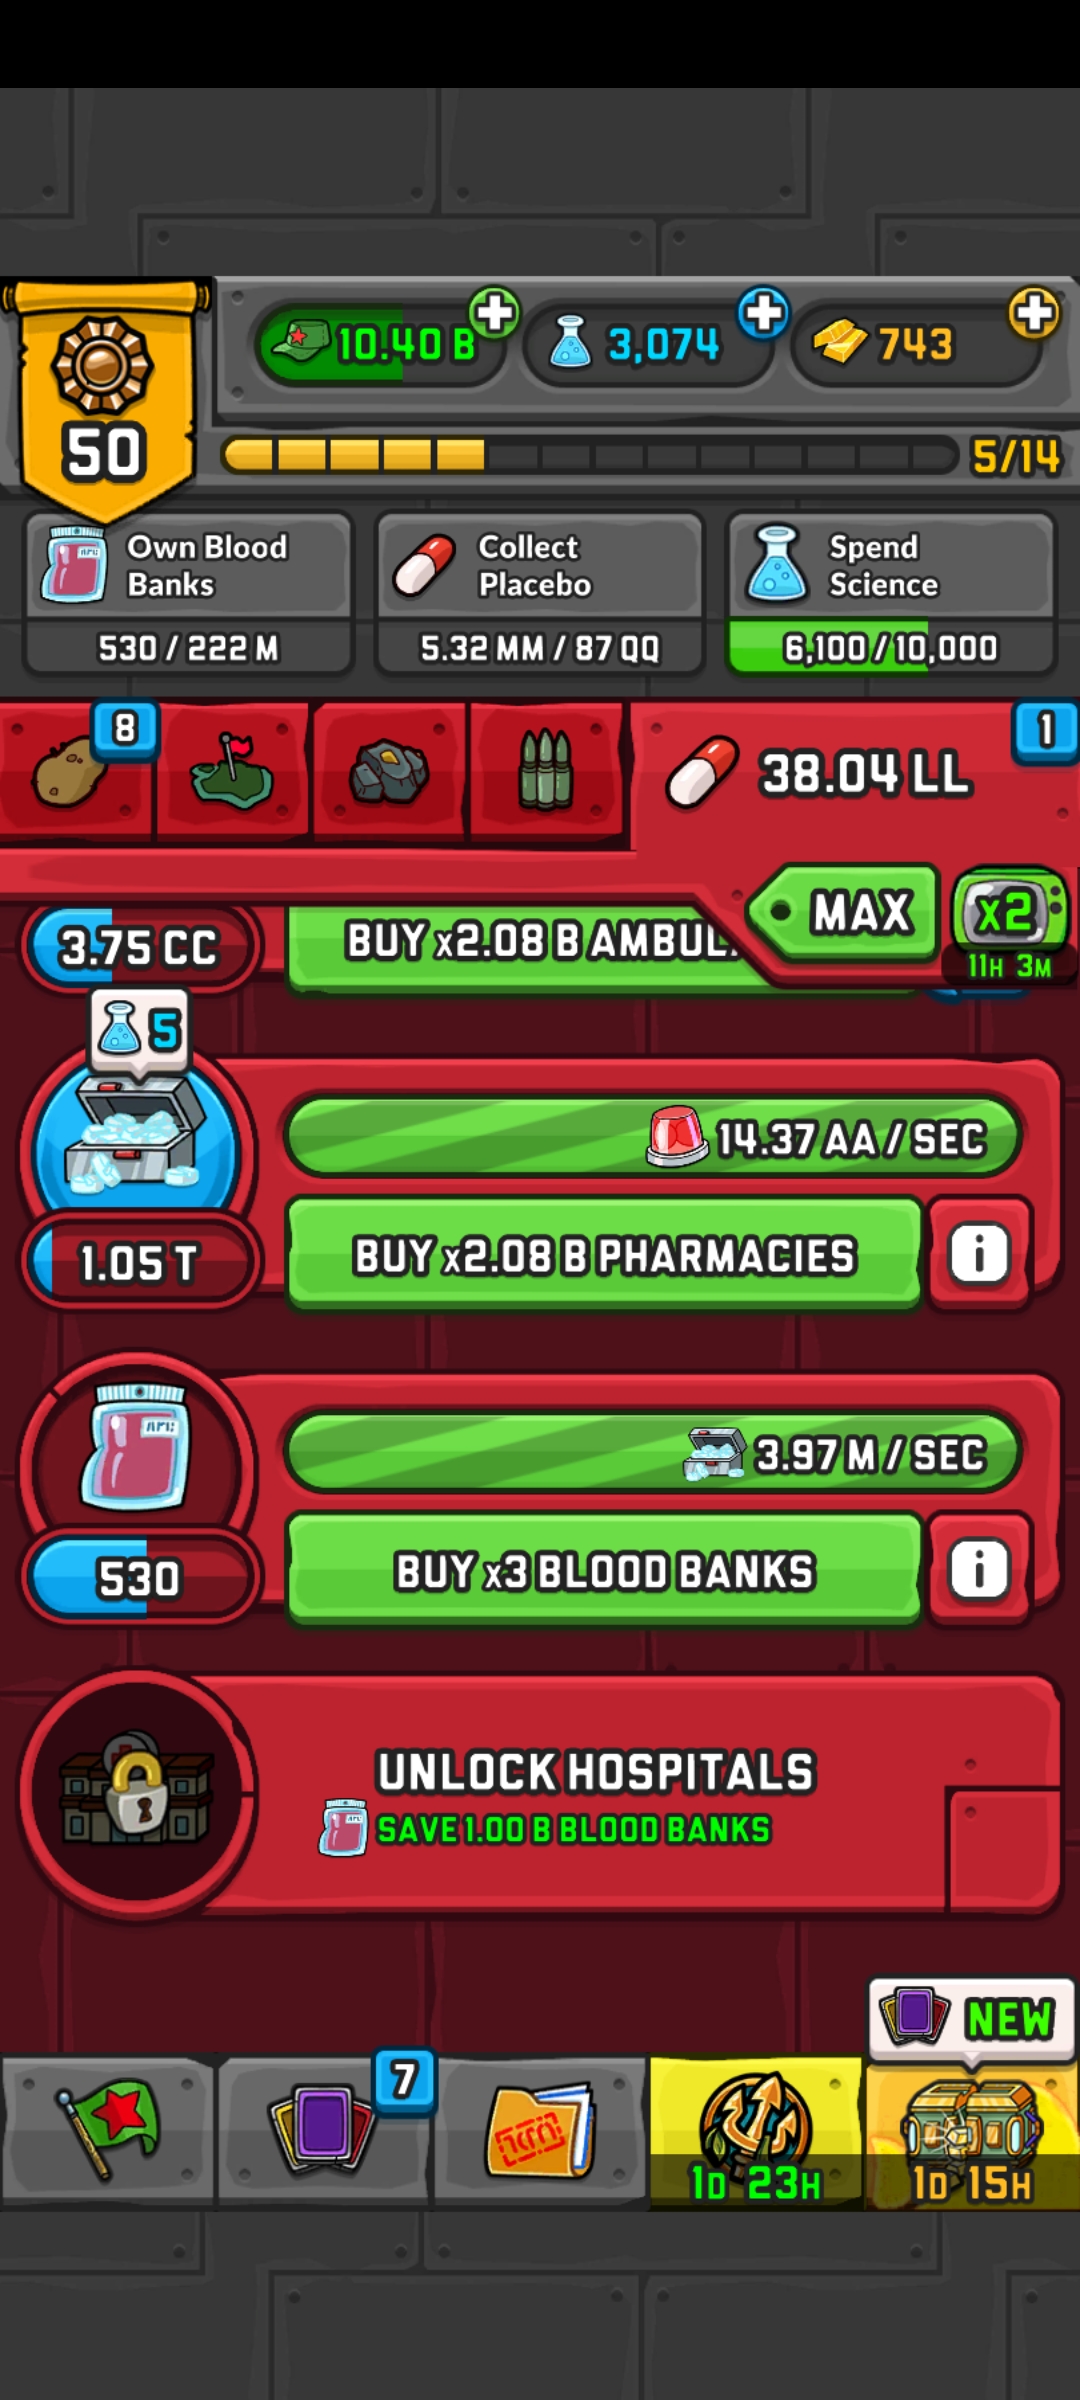 10.40 B
3,074
743
50
5/14
Own Blood
Banks
530 / 222 M
Collect
Placebo
5.32 MM / 87 QQ
Spend
Science
6,100 / 10,000
8
38.04 LL
1
MAX
x2
11H 3M
3.75 CC
BUY x2.08 B AMBUL
5
14.37 AA / SEC
1.05 T
BUY x2.08 B PHARMACIES
i
3.97 M / SEC
530
BUY x3 BLOOD BANKS
i
UNLOCK HOSPITALS
SAVE 1.00 B BLOOD BANKS
NEW
7
1D 23H
1D 15H